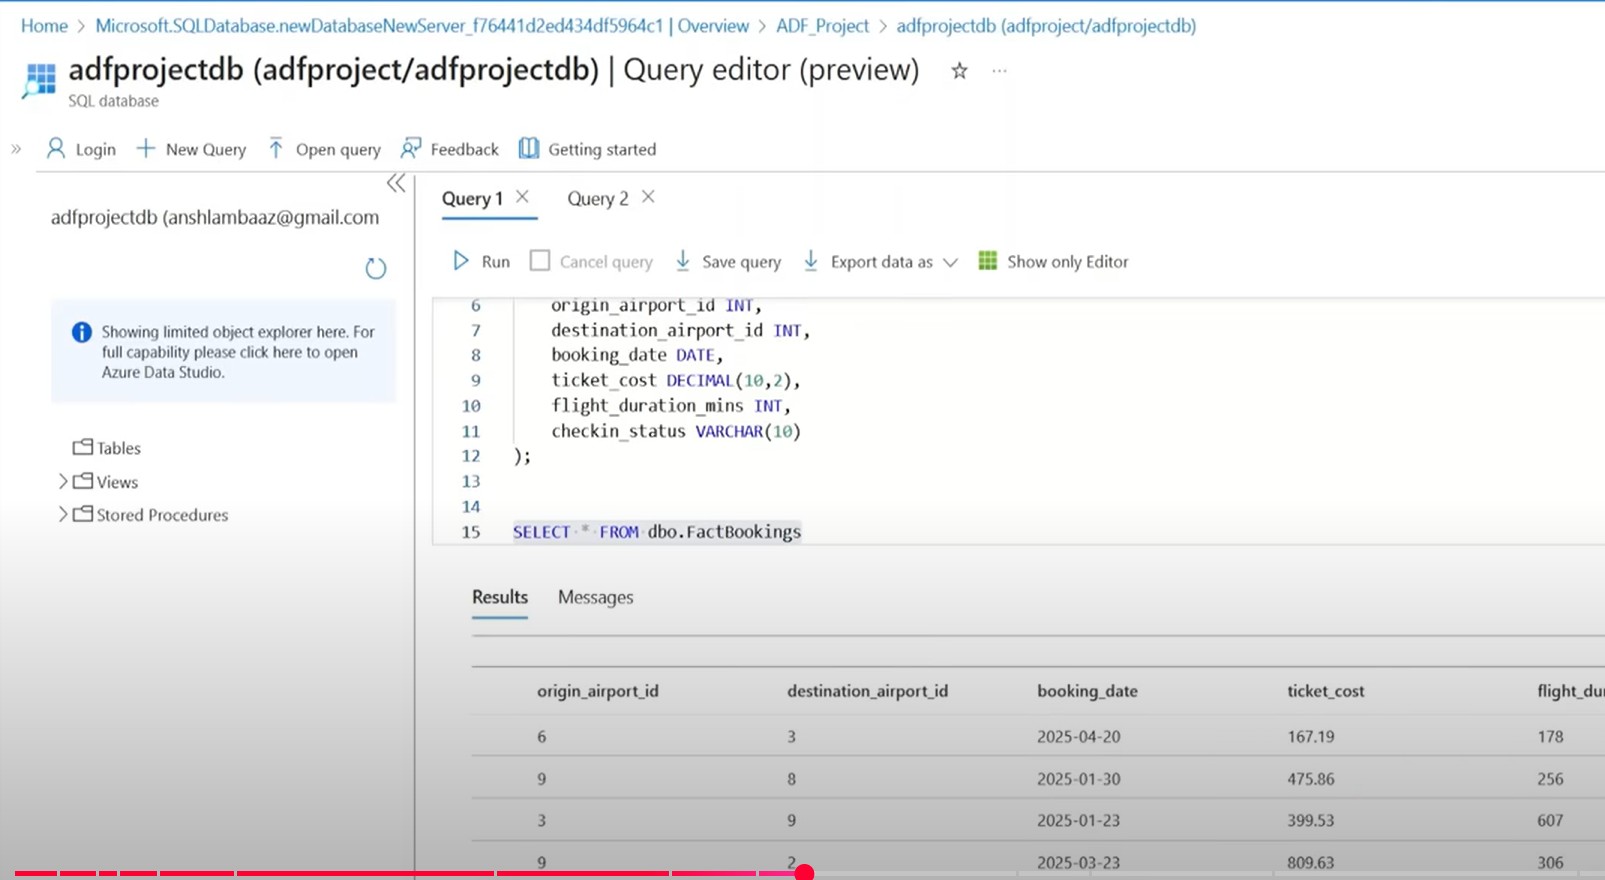 Home > Microsoft.SQLDatabase.newDatabaseNewServer_f76441d2ed434df5964c1 | Overview > ADF_Project > adfprojectdb (adfproject/adfprojectdb)
adfprojectdb (adfproject/adfprojectdb) | Query editor (preview)
SQL database
Login New Query Open query Feedback Getting started
adfprojectdb (anshlambaaz@gmail.com
Showing limited object explorer here. For
full capability please click here to open
Azure Data Studio.
Tables
Views
Stored Procedures
Query 1 Query 2
Run Cancel query Save query Export data as Show only Editor
6 origin_airport_id INT,
7 destination_airport_id INT,
8 booking_date DATE,
9 ticket_cost DECIMAL(10,2),
10 flight_duration_mins INT,
11 checkin_status VARCHAR(10)
12 );
13
14
15 SELECT * FROM dbo.FactBookings
Results Messages
origin_airport_id destination_airport_id booking_date ticket_cost flight_du
6 3 2025-04-20 167.19 178
9 8 2025-01-30 475.86 256
3 9 2025-01-23 399.53 607
9 2 2025-03-23 809.63 306